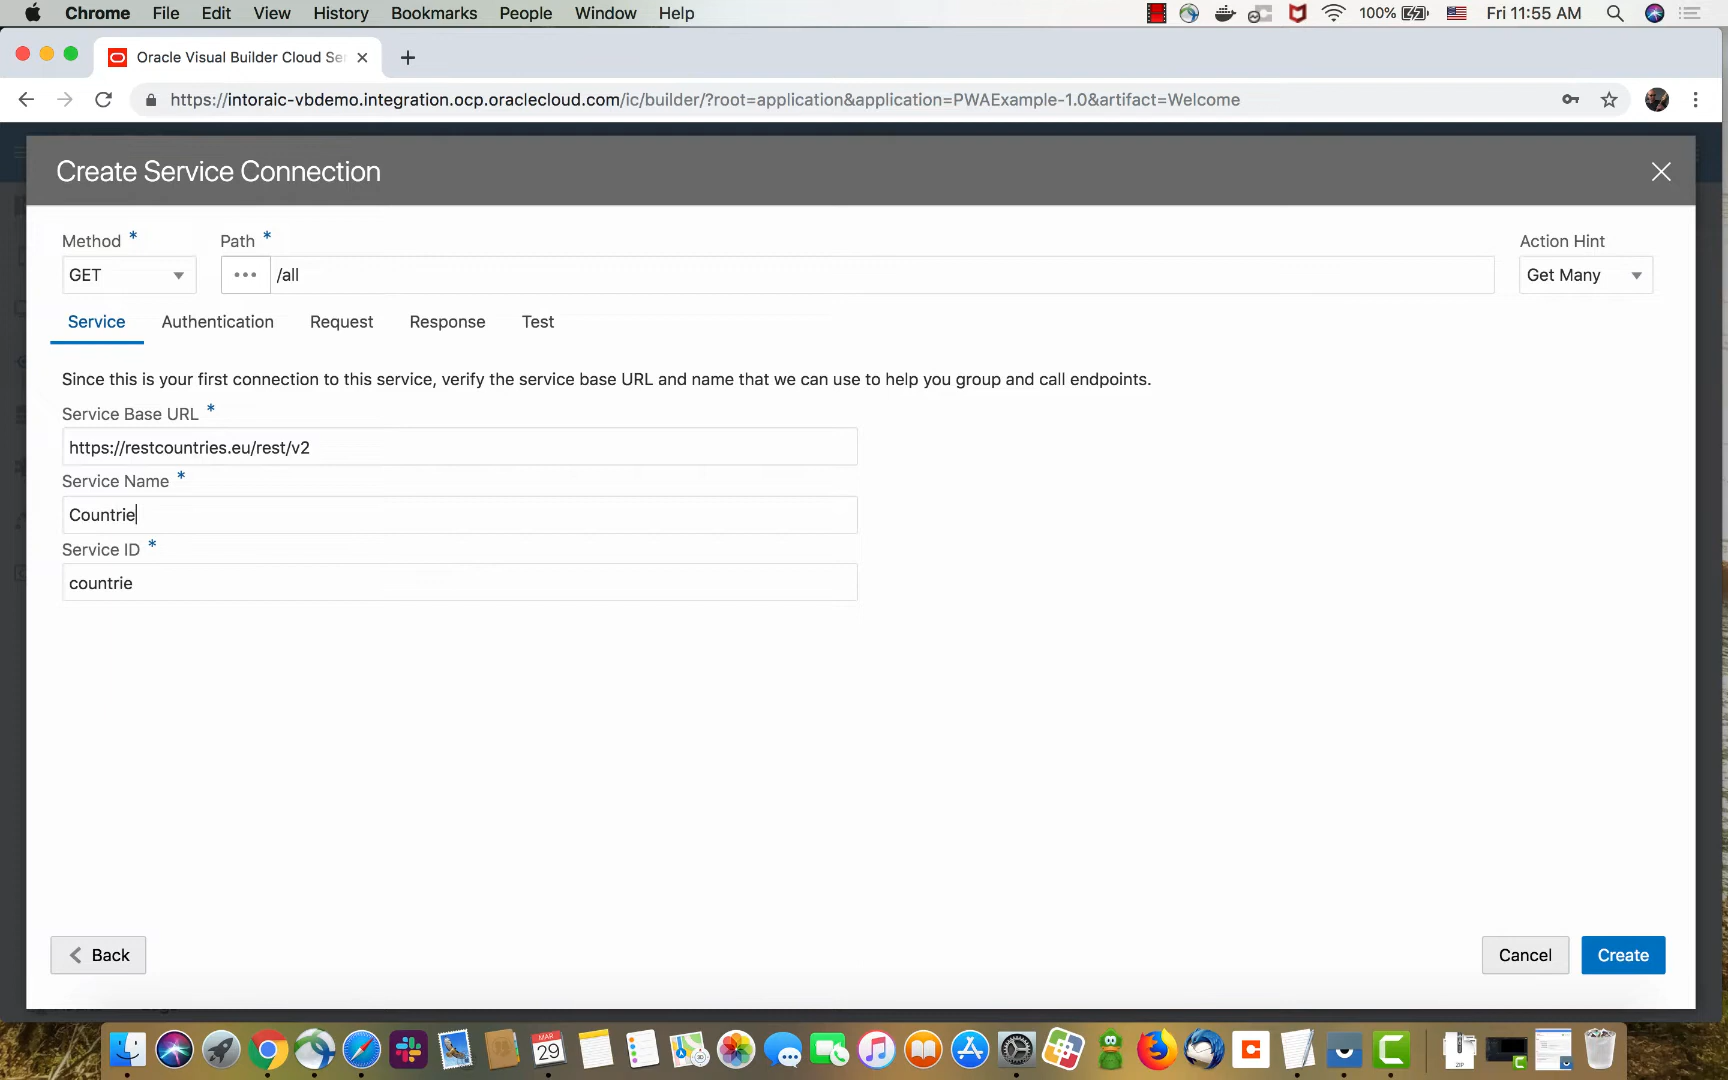 Chrome File Edit View History Bookmarks People Window Help 100% Fri 11:55 AM
Oracle Visual Builder Cloud Ser
https://intoraic-vbdemo.integration.ocp.oraclecloud.com/ic/builder/?root=application&application=PWAExample-1.0&artifact=Welcome
Create Service Connection
Method * Path * Action Hint
GET /all Get Many
Service Authentication Request Response Test
Since this is your first connection to this service, verify the service base URL and name that we can use to help you group and call endpoints.
Service Base URL *
https://restcountries.eu/rest/v2
Service Name *
Countrie
Service ID *
countrie
Back Cancel Create
MAR
29
ZIP